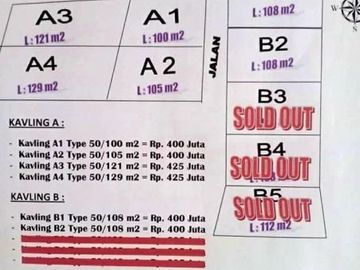 A3
L : 121 m2
A1
L : 100 m2
L : 108 m2
W
S
A4
L : 129 m2
A 2
L : 105 m2
JALAN
B2
L : 108 m2
B3
SOLD OUT
B4
SOLD OUT
B5
SOLD OUT
L : 112 m2
KAVLING A :
- Kavling A1 Type 50/100 m2 = Rp. 400 Juta
- Kavling A2 Type 50/105 m2 = Rp. 400 Juta
- Kavling A3 Type 50/121 m2 = Rp. 425 Juta
- Kavling A4 Type 50/129 m2 = Rp. 425 Juta
KAVLING B :
- Kavling B1 Type 50/108 m2 = Rp. 400 Juta
- Kavling B2 Type 50/108 m2 = Rp. 400 Juta